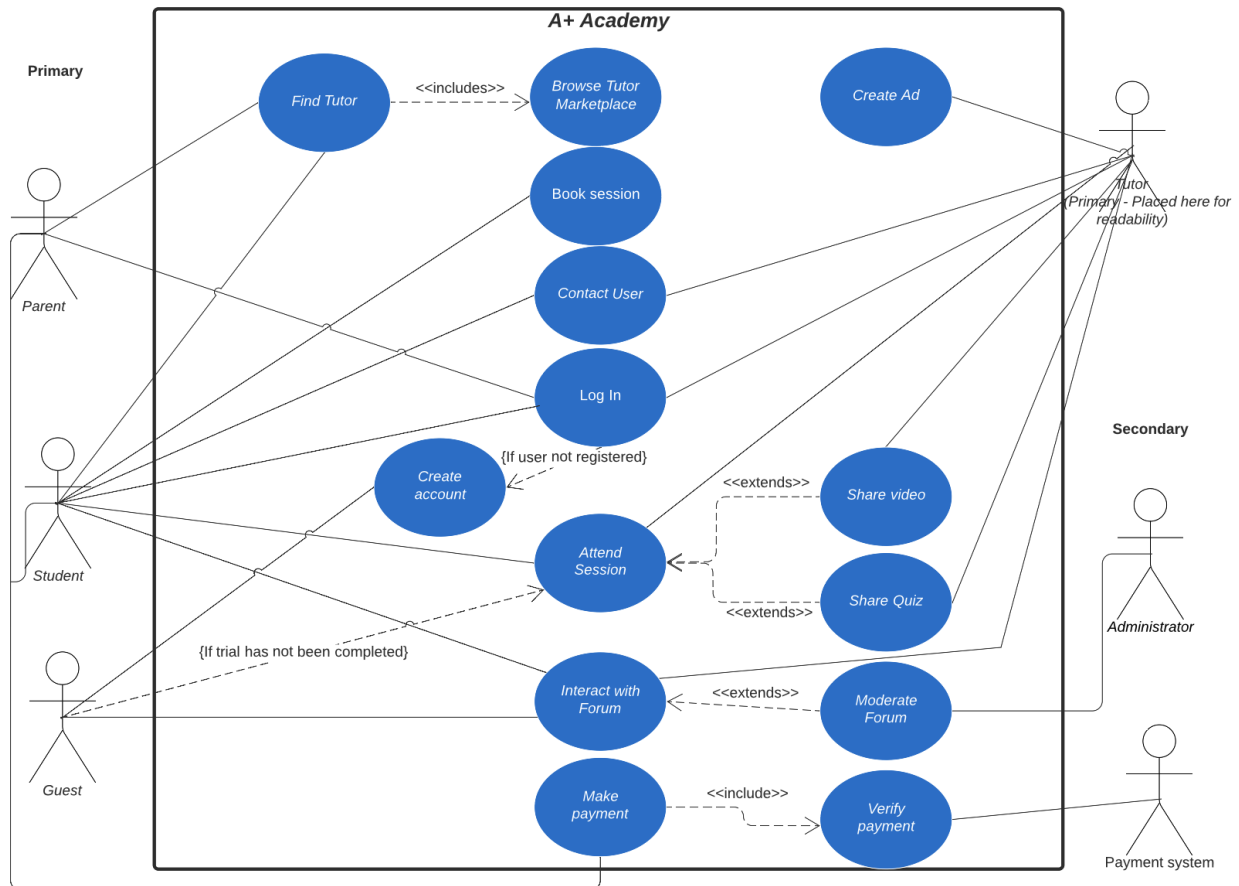 A+ Academy
Primary
Find Tutor
<<includes>>
Browse Tutor
Marketplace
Create Ad
Book session
Tutor
(Primary - Placed here for
readability)
Parent
Contact User
Log In
Secondary
{If user not registered}
Create
account
<<extends>>
Share video
Attend
Session
Student
<<extends>>
Share Quiz
Administrator
{If trial has not been completed}
Interact with
Forum
<<extends>>
Moderate
Forum
Guest
Make
payment
<<include>>
Verify
payment
Payment system